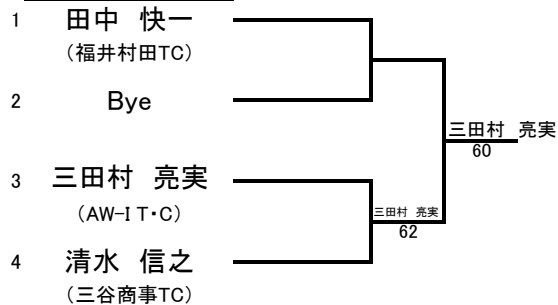 1 田中 快一
（福井村田TC）
2 Bye
三田村 亮実
60
3 三田村 亮実
（AW-I T・C）
三田村 亮実
62
4 清水 信之
（三谷商事TC）